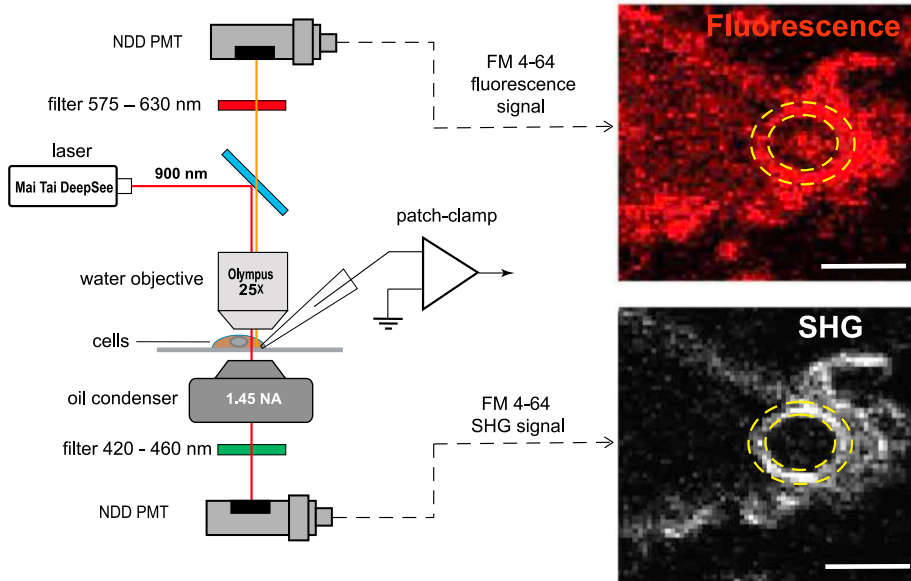 NDD PMT
filter 575 – 630 nm
laser
Mai Tai DeepSee
900 nm
water objective
Olympus
25X
cells
oil condenser
1.45 NA
filter 420 - 460 nm
NDD PMT
FM 4-64
fluorescence
signal
patch-clamp
FM 4-64
SHG signal
Fluorescence
SHG